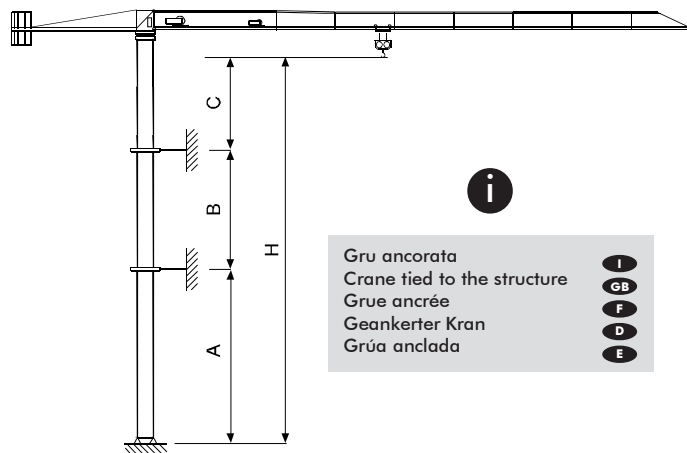 C
B
H
A
i
Gru ancorata I
Crane tied to the structure GB
Grue ancrée F
Geankerter Kran D
Grúa anclada E